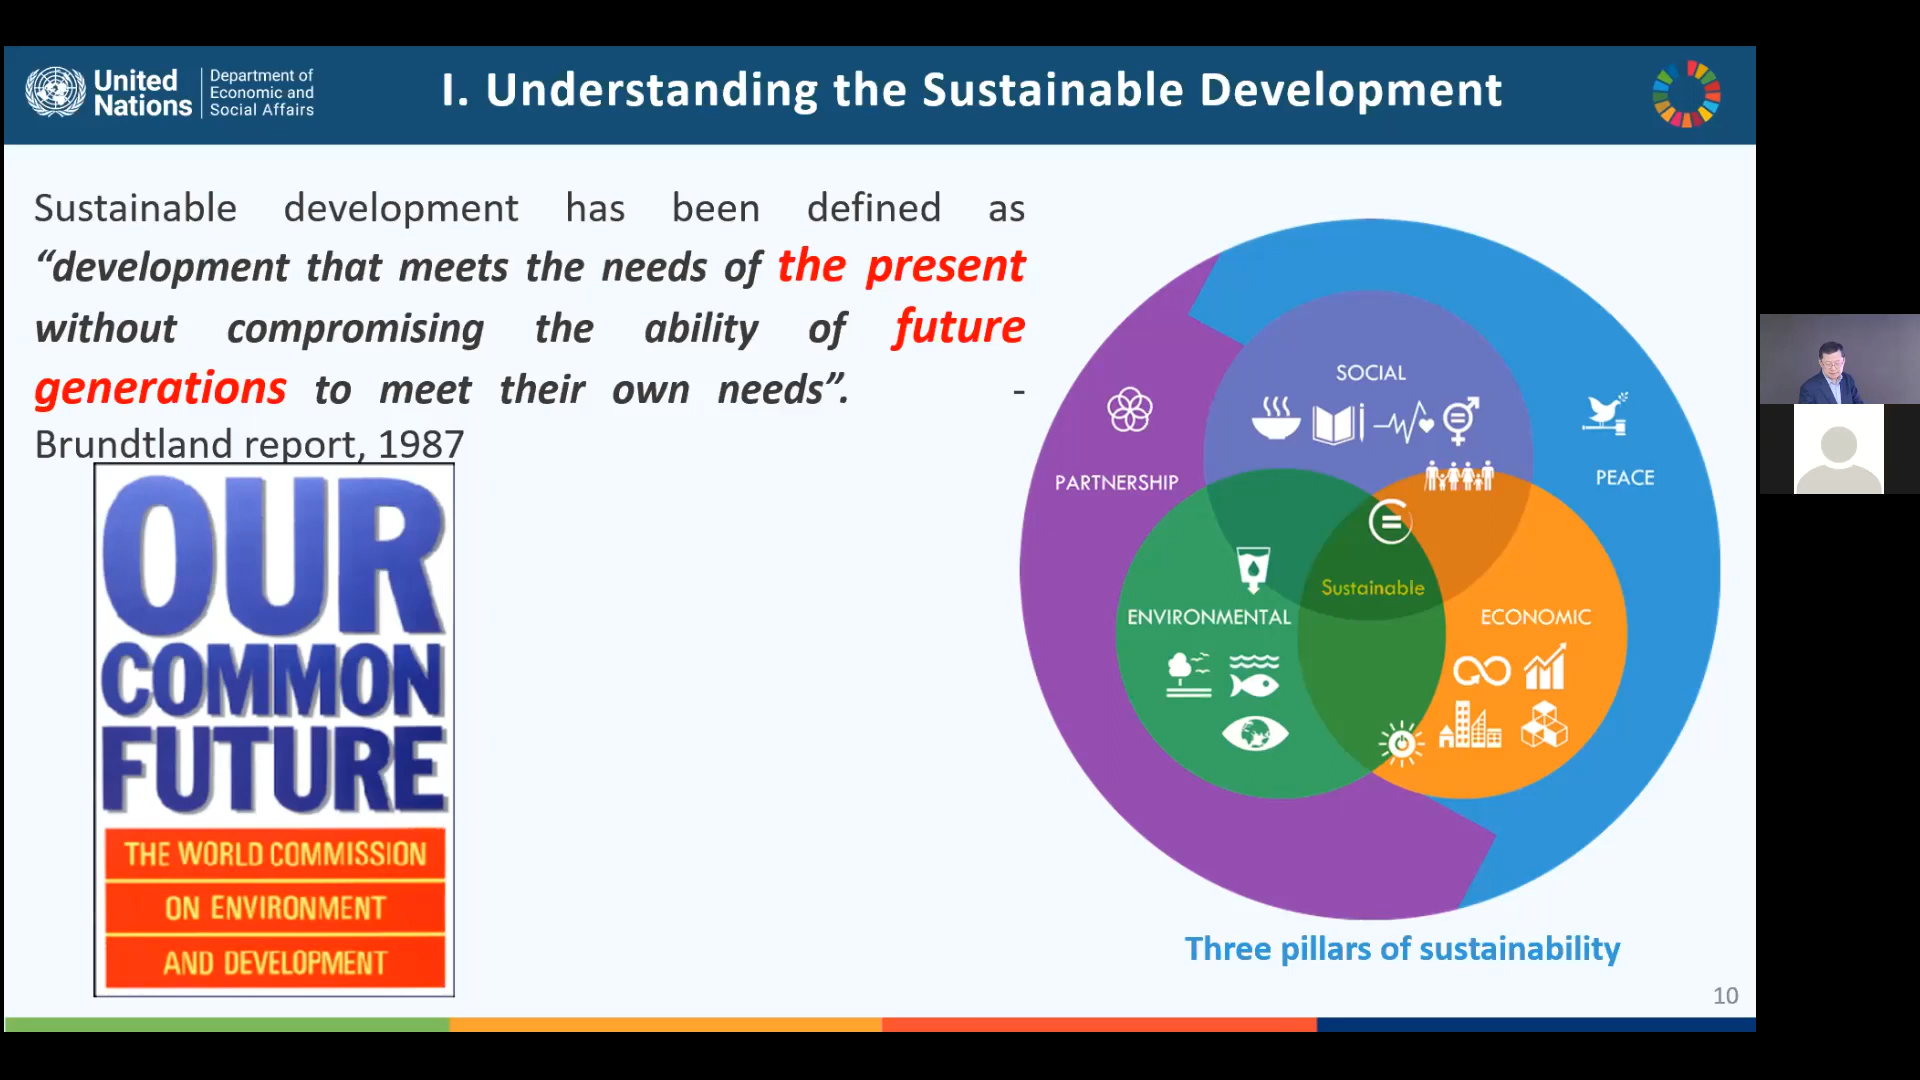 United Nations
Department of Economic and Social Affairs
I. Understanding the Sustainable Development
Sustainable development has been defined as
“development that meets the needs of the present
without compromising the ability of future
generations to meet their own needs”. -
Brundtland report, 1987
OUR
COMMON
FUTURE
THE WORLD COMMISSION
ON ENVIRONMENT
AND DEVELOPMENT
SOCIAL
PARTNERSHIP
PEACE
Sustainable
ENVIRONMENTAL
ECONOMIC
Three pillars of sustainability
10